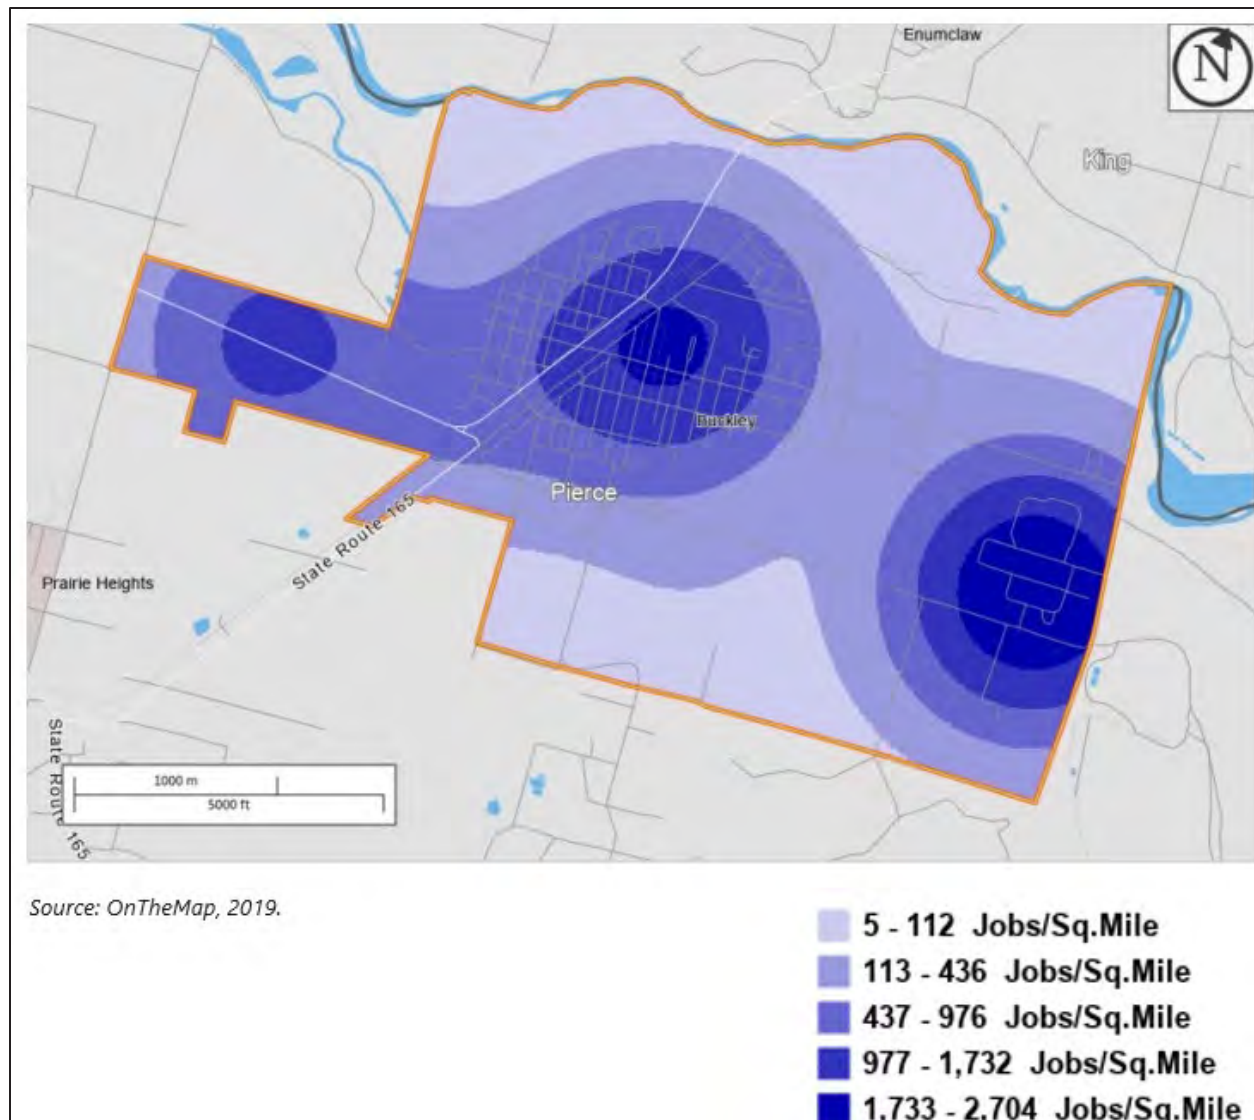 Enumclaw
N
King
Buckley
Pierce
State Route 165
Prairie Heights
State Route 165
1000 m
5000 ft
Source: OnTheMap, 2019.
5 - 112 Jobs/Sq.Mile
113 - 436 Jobs/Sq.Mile
437 - 976 Jobs/Sq.Mile
977 - 1,732 Jobs/Sq.Mile
1,733 - 2,704 Jobs/Sq.Mile